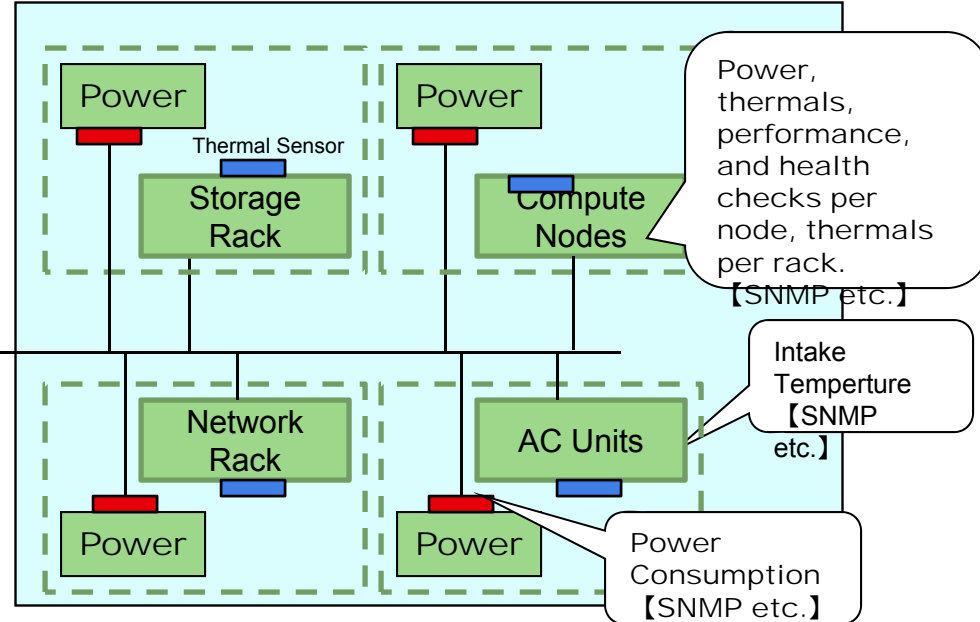 Power
Thermal Sensor
Storage
Rack
Power
Compute
Nodes
Power,
thermals,
performance,
and health
checks per
node, thermals
per rack.
【SNMP etc.】
Network
Rack
Power
AC Units
Power
Intake
Temperture
【SNMP
etc.】
Power
Consumption
【SNMP etc.】